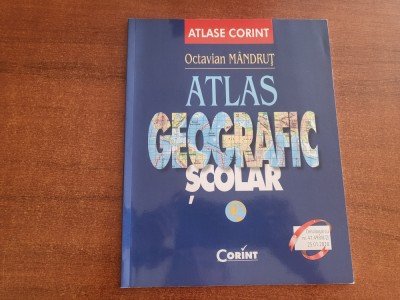 ATLASE CORINT
Octavian MÂNDRUȚ
ATLAS
GEOGRAFIC
ȘCOLAR
CORINT